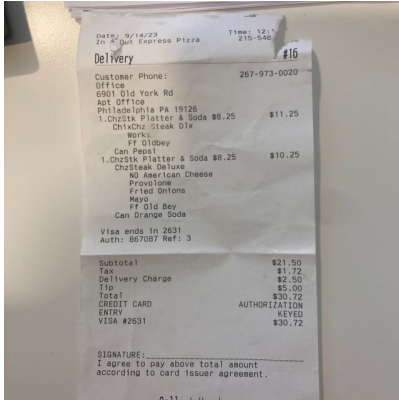 Date: 9/14/23 Time: 12:
In & Out Express Pizza 215-548
Delivery #16
Customer Phone: 267-973-0020
Office
6901 Old York Rd
Apt Office
Philadelphia PA 19126
1.ChzStk Platter & Soda $8.25 $11.25
ChixChz Steak Dlx
Works
Ff Oldbey
Can Pepsi
1.ChzStk Platter & Soda $8.25 $10.25
ChzSteak Deluxe
NO American Cheese
Provolone
Fried Onions
Mayo
Ff Old Bey
Can Orange Soda
Visa ends in 2631
Auth: B67087 Ref: 3
Subtotal $21.50
Tax $1.72
Delivery Charge $2.50
Tip $5.00
Total $30.72
CREDIT CARD AUTHORIZATION
ENTRY KEYED
VISA #2631 $30.72
SIGNATURE:
I agree to pay above total amount
according to card issuer agreement.